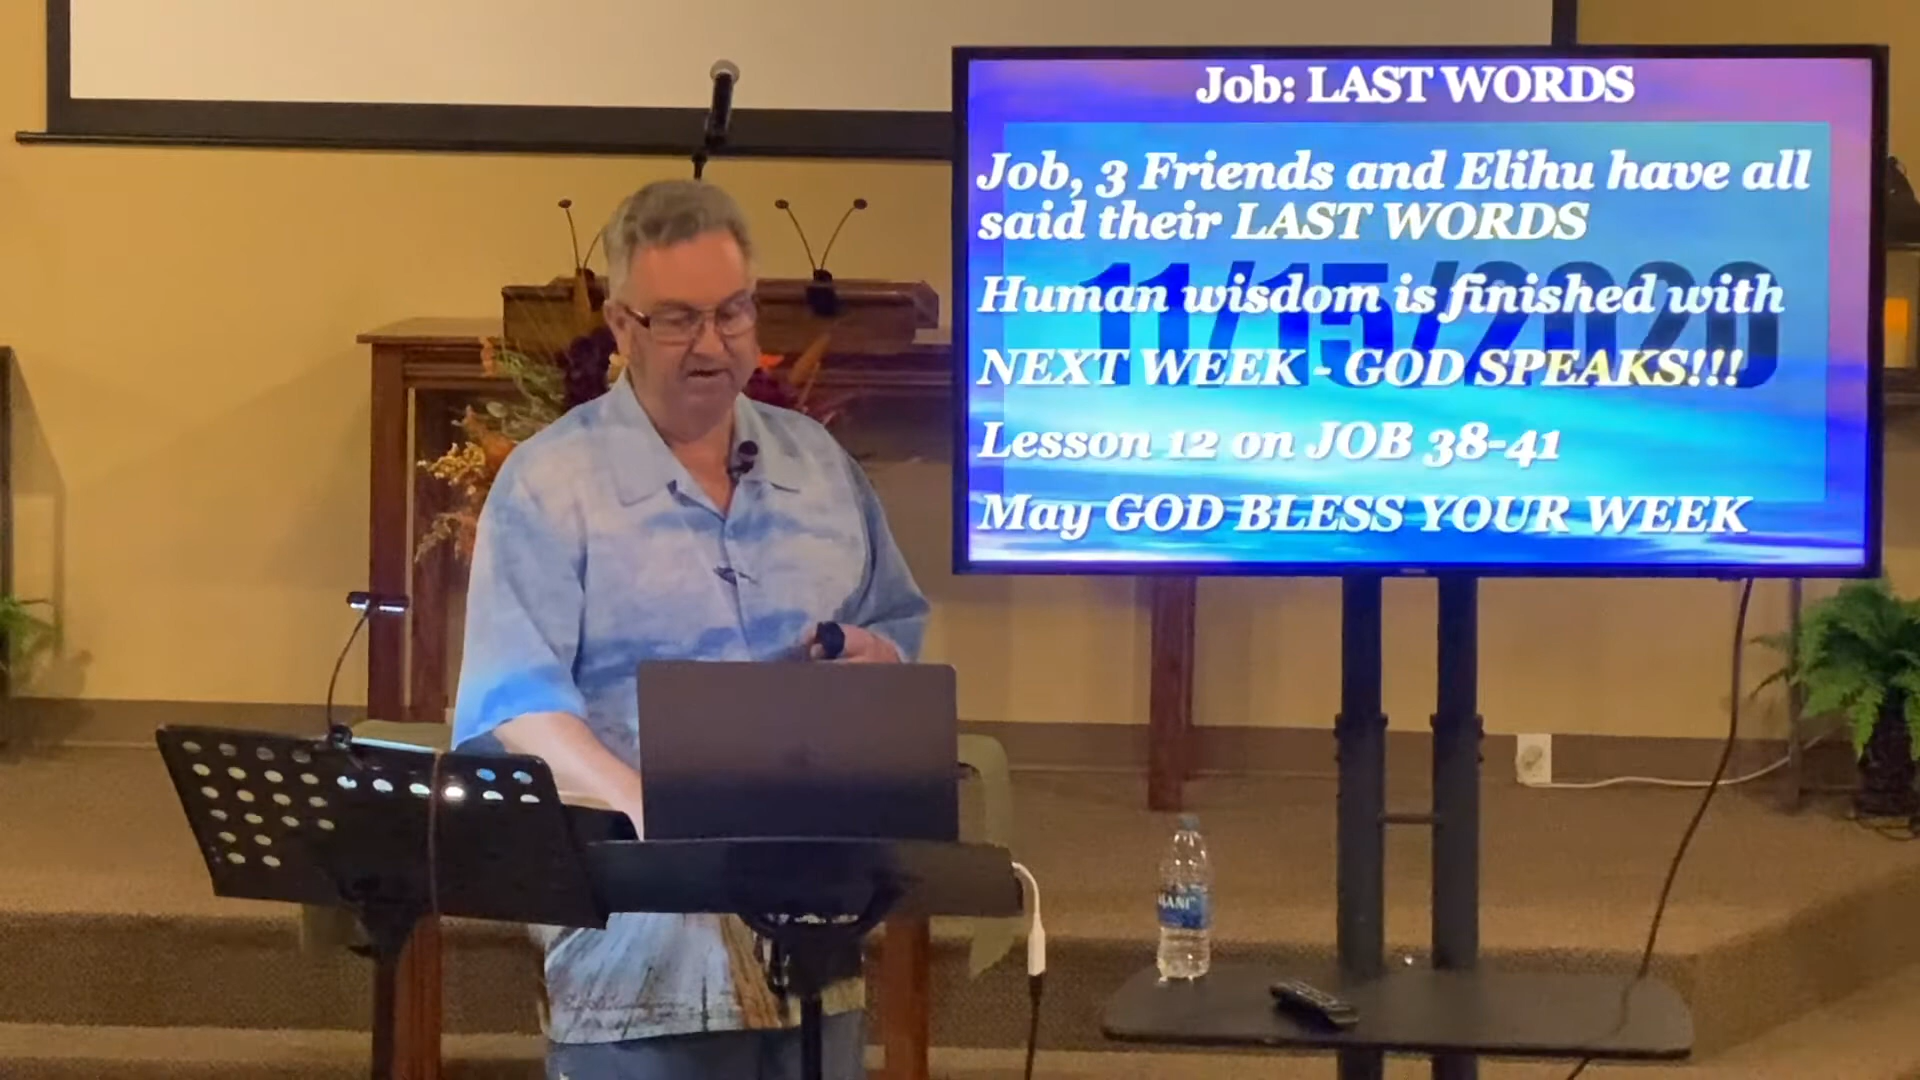 Job: LAST WORDS
Job, 3 Friends and Elihu have all
said their LAST WORDS
Human wisdom is finished with
11/15/2020
NEXT WEEK - GOD SPEAKS!!!
Lesson 12 on JOB 38-41
May GOD BLESS YOUR WEEK